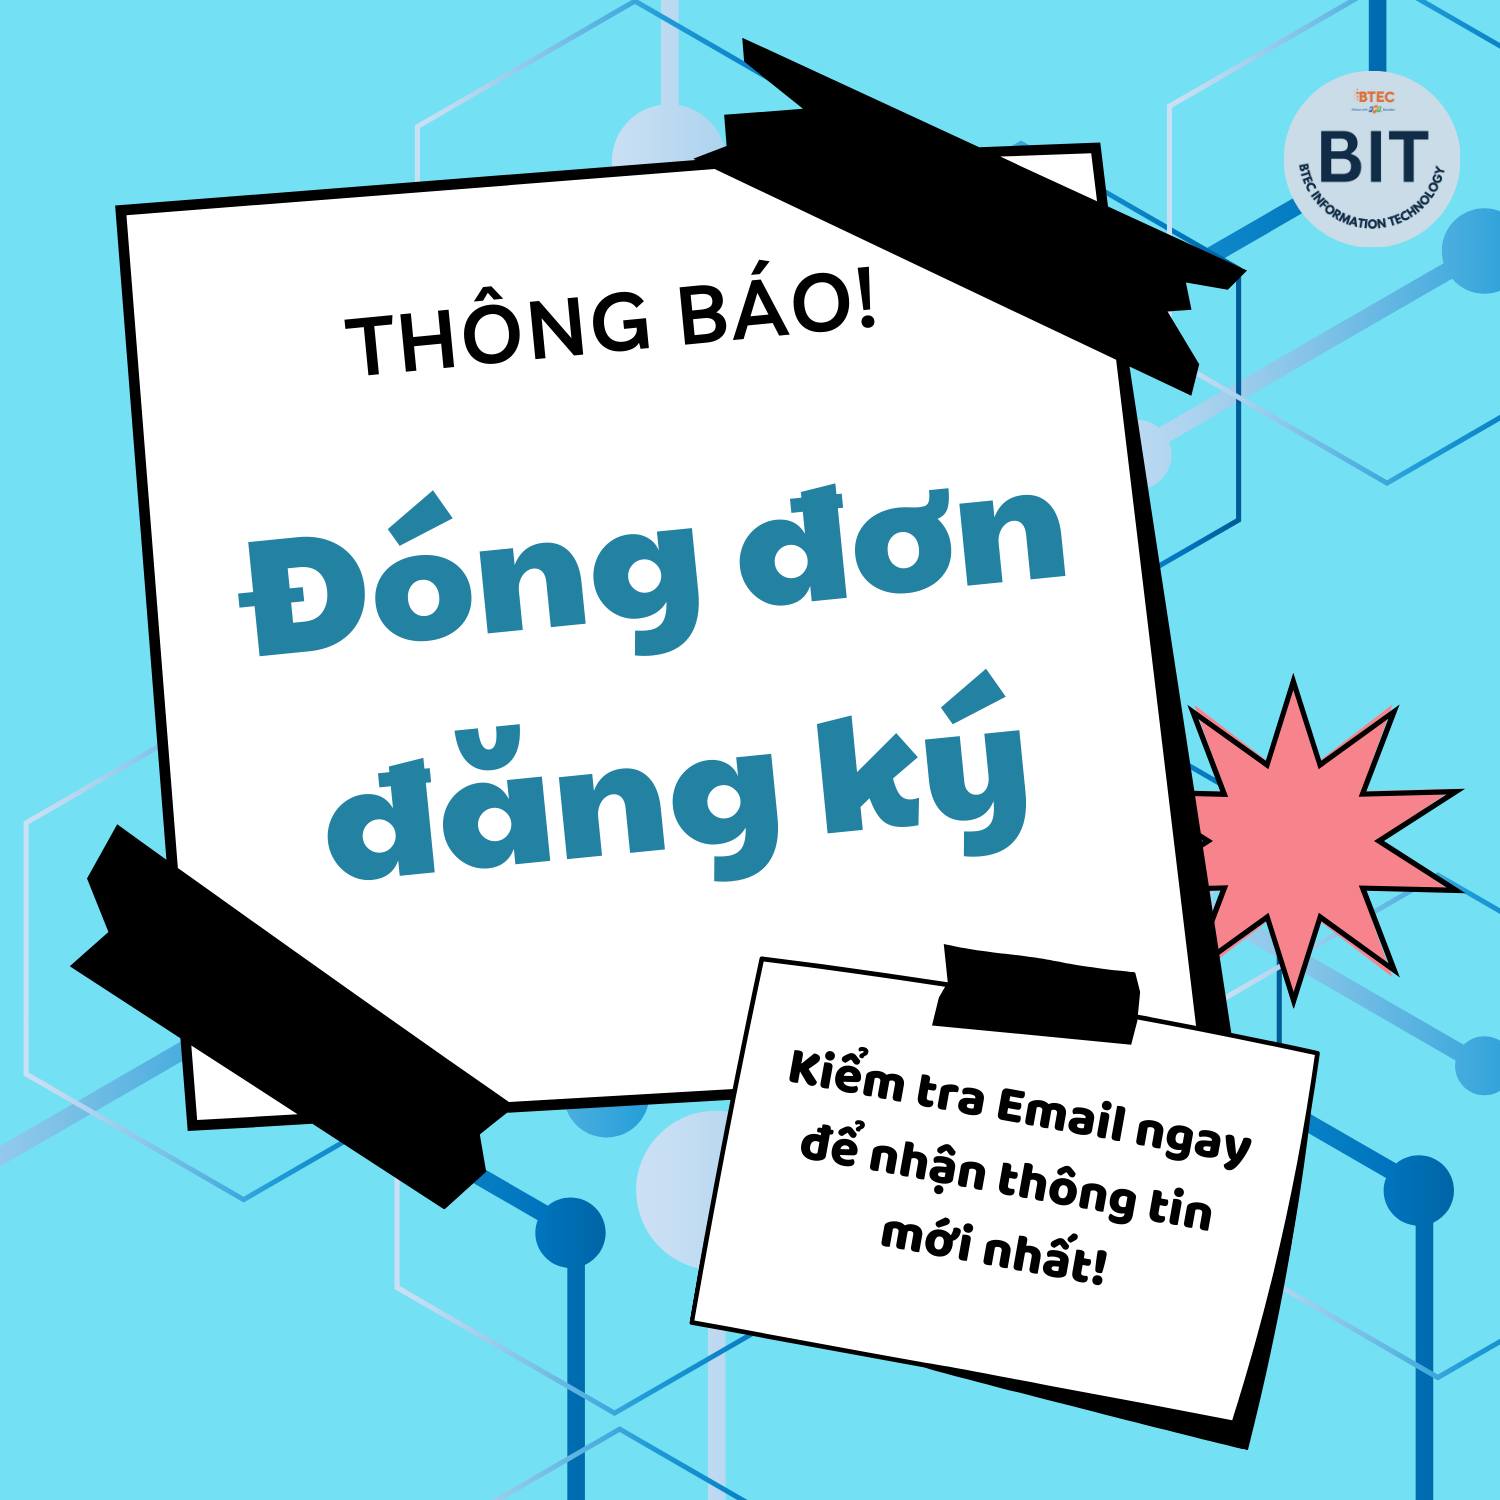 BTEC
BIT
BTEC INFORMATION TECHNOLOGY
THÔNG BÁO!
Đóng đơn
đăng ký
Kiểm tra Email ngay
để nhận thông tin
mới nhất!